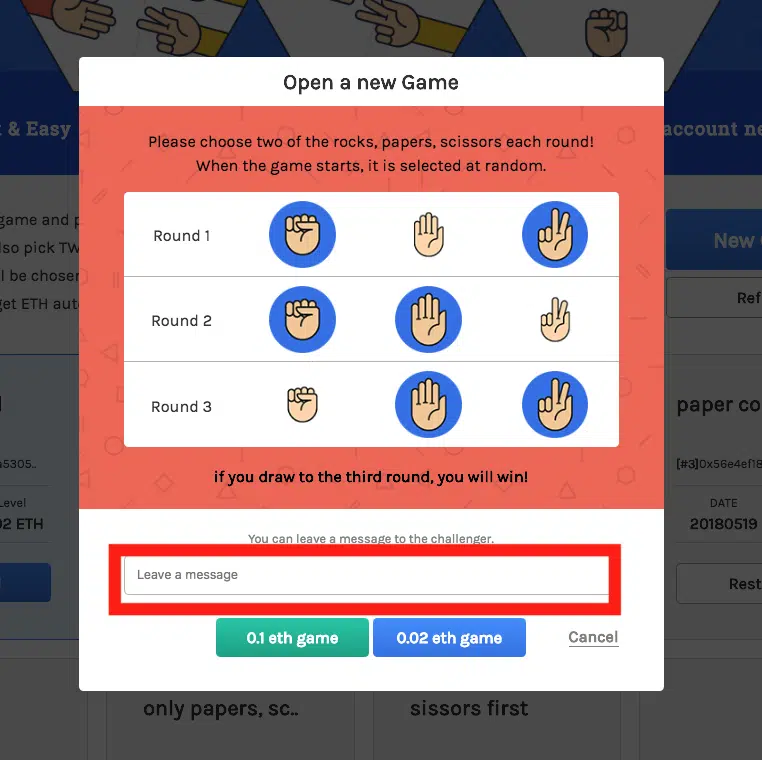 Open a new Game
& Easy
account ne
Please choose two of the rocks, papers, scissors each round!
When the game starts, it is selected at random.
game and p
lso pick TW
ll be chosen
get ETH auto
Round 1
Round 2
Round 3
New
Ref
if you draw to the third round, you will win!
a5305..
Level
02 ETH
paper co
[#3]0x56e4ef18
DATE
20180519
Rest
You can leave a message to the challenger.
Leave a message
0.1 eth game
0.02 eth game
Cancel
only papers, sc..
sissors first